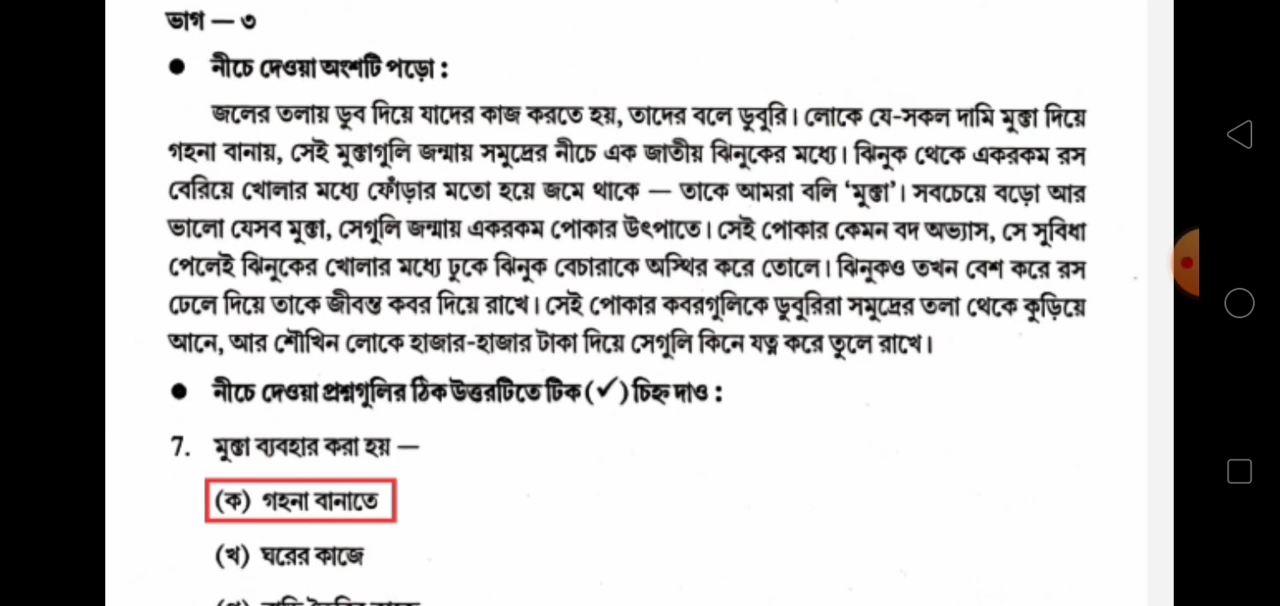 ভাগ — ৩
● নীচে দেওয়া অংশটি পড়ো :
জলের তলায় ডুব দিয়ে যাদের কাজ করতে হয়, তাদের বলে ডুবুরি। লোকে যে-সকল দামি মুক্তা দিয়ে
গহনা বানায়, সেই মুক্তাগুলি জন্মায় সমুদ্রের নীচে এক জাতীয় ঝিনুকের মধ্যে। ঝিনুক থেকে একরকম রস
বেরিয়ে খোলার মধ্যে ফোঁড়ার মতো হয়ে জমে থাকে — তাকে আমরা বলি ‘মুক্তা’। সবচেয়ে বড়ো আর
ভালো যেসব মুক্তা, সেগুলি জন্মায় একরকম পোকার উৎপাতে। সেই পোকার কেমন বদ অভ্যাস, সে সুবিধা
পেলেই ঝিনুকের খোলার মধ্যে ঢুকে ঝিনুক বেচারাকে অস্থির করে তোলে। ঝিনুকও তখন বেশ করে রস
ঢেলে দিয়ে তাকে জীবন্ত কবর দিয়ে রাখে। সেই পোকার কবরগুলিকে ডুবুরিরা সমুদ্রের তলা থেকে কুড়িয়ে
আনে, আর শৌখিন লোকে হাজার-হাজার টাকা দিয়ে সেগুলি কিনে যত্ন করে তুলে রাখে।
● নীচে দেওয়া প্রশ্নগুলির ঠিক উত্তরটিতে টিক (✓) চিহ্ন দাও :
7. মুক্তা ব্যবহার করা হয় —
(ক) গহনা বানাতে
(খ) ঘরের কাজে